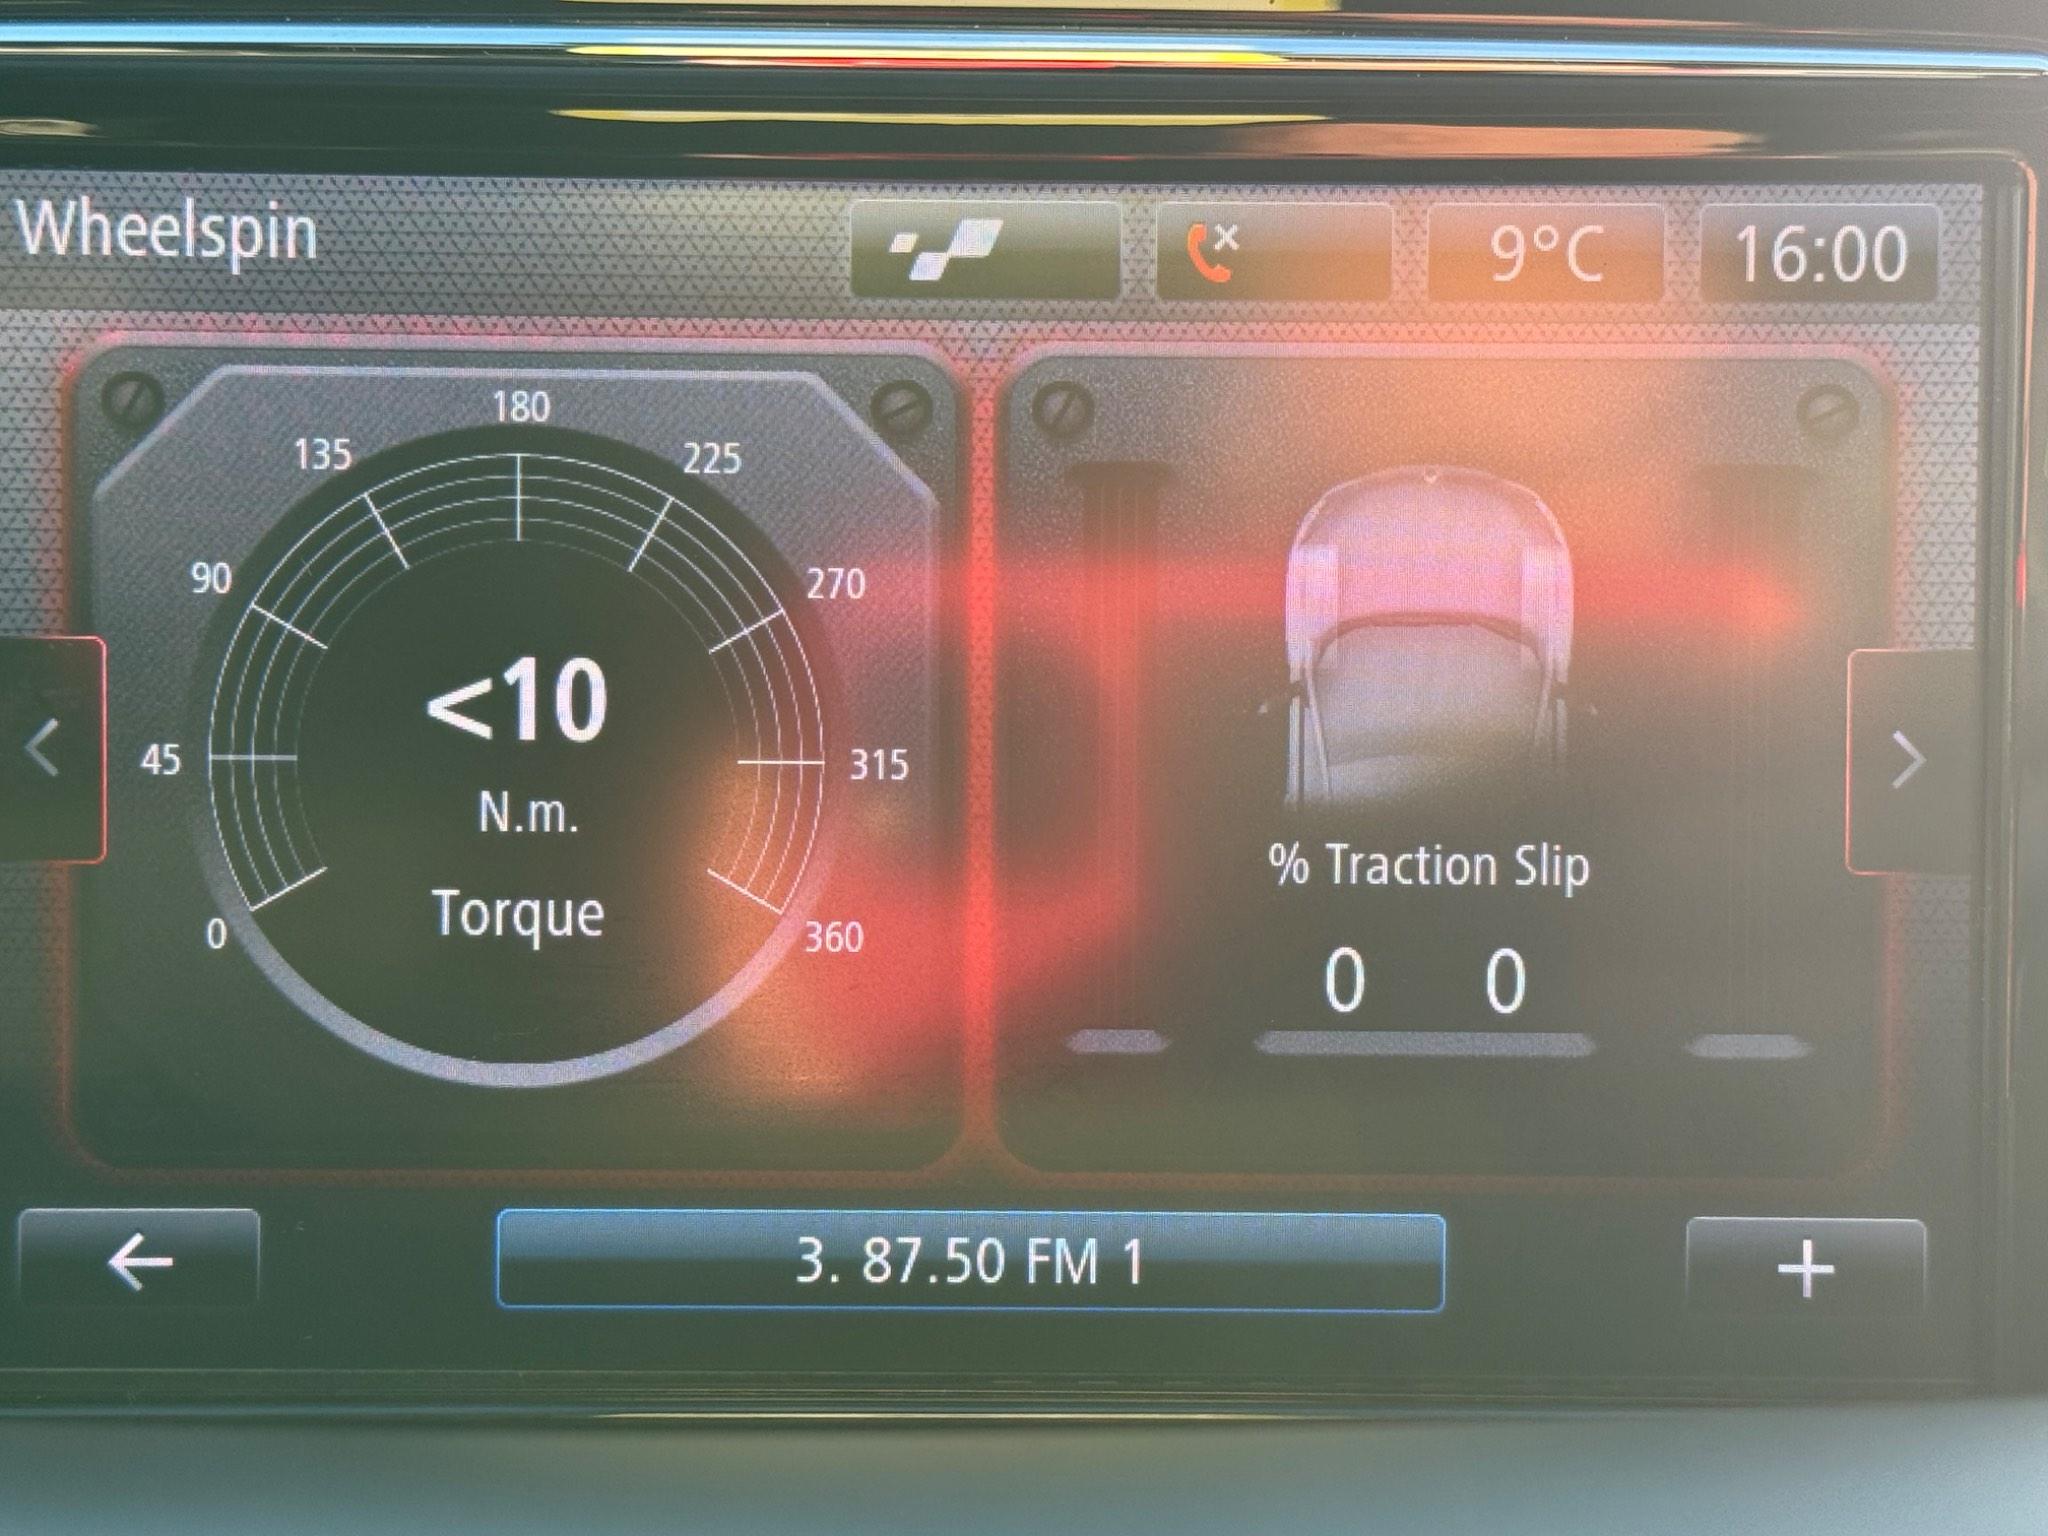 Wheelspin
9°C
16:00
180
135
225
90
270
<10
45
315
N.m.
% Traction Slip
Torque
0
360
0 0
3. 87.50 FM 1